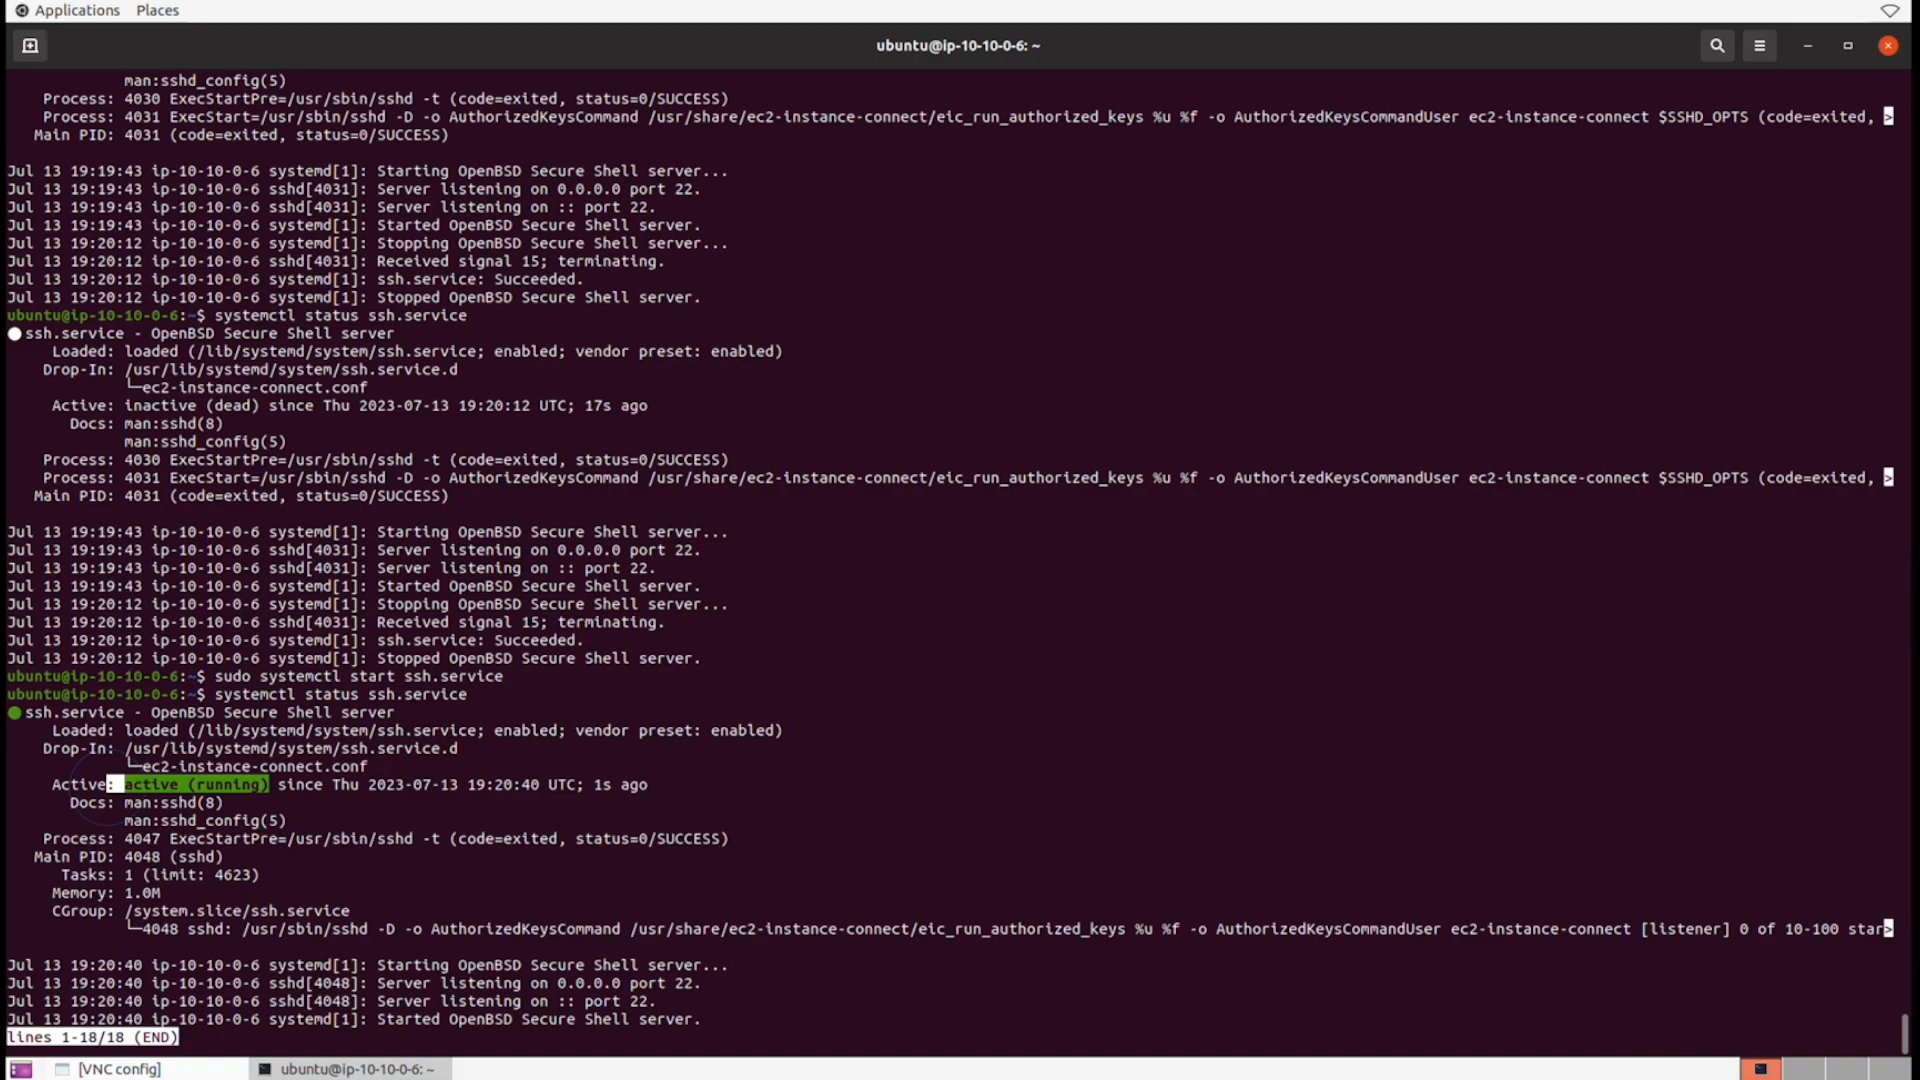 Applications Places
ubuntu@ip-10-10-0-6: ~
man:sshd_config(5)
Process: 4030 ExecStartPre=/usr/sbin/sshd -t (code=exited, status=0/SUCCESS)
Process: 4031 ExecStart=/usr/sbin/sshd -D -o AuthorizedKeysCommand /usr/share/ec2-instance-connect/eic_run_authorized_keys %u %f -o AuthorizedKeysCommandUser ec2-instance-connect $SSHD_OPTS (code=exited, >
Main PID: 4031 (code=exited, status=0/SUCCESS)
Jul 13 19:19:43 ip-10-10-0-6 systemd[1]: Starting OpenBSD Secure Shell server...
Jul 13 19:19:43 ip-10-10-0-6 sshd[4031]: Server listening on 0.0.0.0 port 22.
Jul 13 19:19:43 ip-10-10-0-6 sshd[4031]: Server listening on :: port 22.
Jul 13 19:19:43 ip-10-10-0-6 systemd[1]: Started OpenBSD Secure Shell server.
Jul 13 19:20:12 ip-10-10-0-6 systemd[1]: Stopping OpenBSD Secure Shell server...
Jul 13 19:20:12 ip-10-10-0-6 sshd[4031]: Received signal 15; terminating.
Jul 13 19:20:12 ip-10-10-0-6 systemd[1]: ssh.service: Succeeded.
Jul 13 19:20:12 ip-10-10-0-6 systemd[1]: Stopped OpenBSD Secure Shell server.
ubuntu@ip-10-10-0-6:~$ systemctl status ssh.service
● ssh.service - OpenBSD Secure Shell server
Loaded: loaded (/lib/systemd/system/ssh.service; enabled; vendor preset: enabled)
Drop-In: /usr/lib/systemd/system/ssh.service.d
└─ec2-instance-connect.conf
Active: inactive (dead) since Thu 2023-07-13 19:20:12 UTC; 17s ago
Docs: man:sshd(8)
man:sshd_config(5)
Process: 4030 ExecStartPre=/usr/sbin/sshd -t (code=exited, status=0/SUCCESS)
Process: 4031 ExecStart=/usr/sbin/sshd -D -o AuthorizedKeysCommand /usr/share/ec2-instance-connect/eic_run_authorized_keys %u %f -o AuthorizedKeysCommandUser ec2-instance-connect $SSHD_OPTS (code=exited, >
Main PID: 4031 (code=exited, status=0/SUCCESS)
Jul 13 19:19:43 ip-10-10-0-6 systemd[1]: Starting OpenBSD Secure Shell server...
Jul 13 19:19:43 ip-10-10-0-6 sshd[4031]: Server listening on 0.0.0.0 port 22.
Jul 13 19:19:43 ip-10-10-0-6 sshd[4031]: Server listening on :: port 22.
Jul 13 19:19:43 ip-10-10-0-6 systemd[1]: Started OpenBSD Secure Shell server.
Jul 13 19:20:12 ip-10-10-0-6 systemd[1]: Stopping OpenBSD Secure Shell server...
Jul 13 19:20:12 ip-10-10-0-6 sshd[4031]: Received signal 15; terminating.
Jul 13 19:20:12 ip-10-10-0-6 systemd[1]: ssh.service: Succeeded.
Jul 13 19:20:12 ip-10-10-0-6 systemd[1]: Stopped OpenBSD Secure Shell server.
ubuntu@ip-10-10-0-6:~$ sudo systemctl start ssh.service
ubuntu@ip-10-10-0-6:~$ systemctl status ssh.service
● ssh.service - OpenBSD Secure Shell server
Loaded: loaded (/lib/systemd/system/ssh.service; enabled; vendor preset: enabled)
Drop-In: /usr/lib/systemd/system/ssh.service.d
└─ec2-instance-connect.conf
Active: active (running) since Thu 2023-07-13 19:20:40 UTC; 1s ago
Docs: man:sshd(8)
man:sshd_config(5)
Process: 4047 ExecStartPre=/usr/sbin/sshd -t (code=exited, status=0/SUCCESS)
Main PID: 4048 (sshd)
Tasks: 1 (limit: 4623)
Memory: 1.0M
CGroup: /system.slice/ssh.service
└─4048 sshd: /usr/sbin/sshd -D -o AuthorizedKeysCommand /usr/share/ec2-instance-connect/eic_run_authorized_keys %u %f -o AuthorizedKeysCommandUser ec2-instance-connect [listener] 0 of 10-100 star>
Jul 13 19:20:40 ip-10-10-0-6 systemd[1]: Starting OpenBSD Secure Shell server...
Jul 13 19:20:40 ip-10-10-0-6 sshd[4048]: Server listening on 0.0.0.0 port 22.
Jul 13 19:20:40 ip-10-10-0-6 sshd[4048]: Server listening on :: port 22.
Jul 13 19:20:40 ip-10-10-0-6 systemd[1]: Started OpenBSD Secure Shell server.
lines 1-18/18 (END)
[VNC config] ubuntu@ip-10-10-0-6: ~